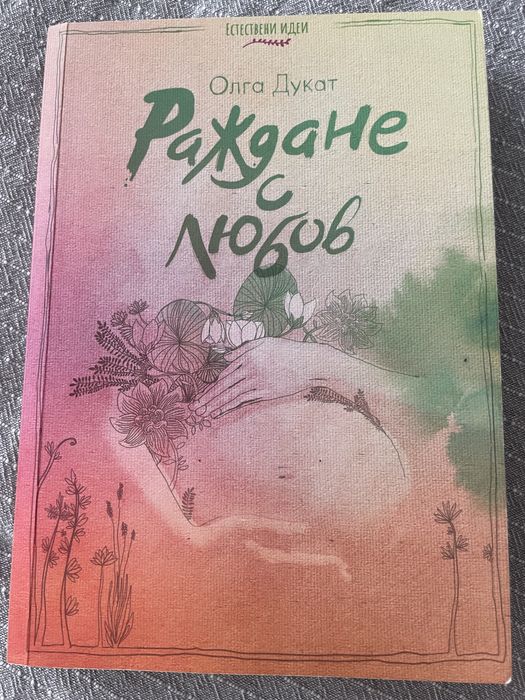 Естествени идеи
Олга Дукат
Раждане
с
любов